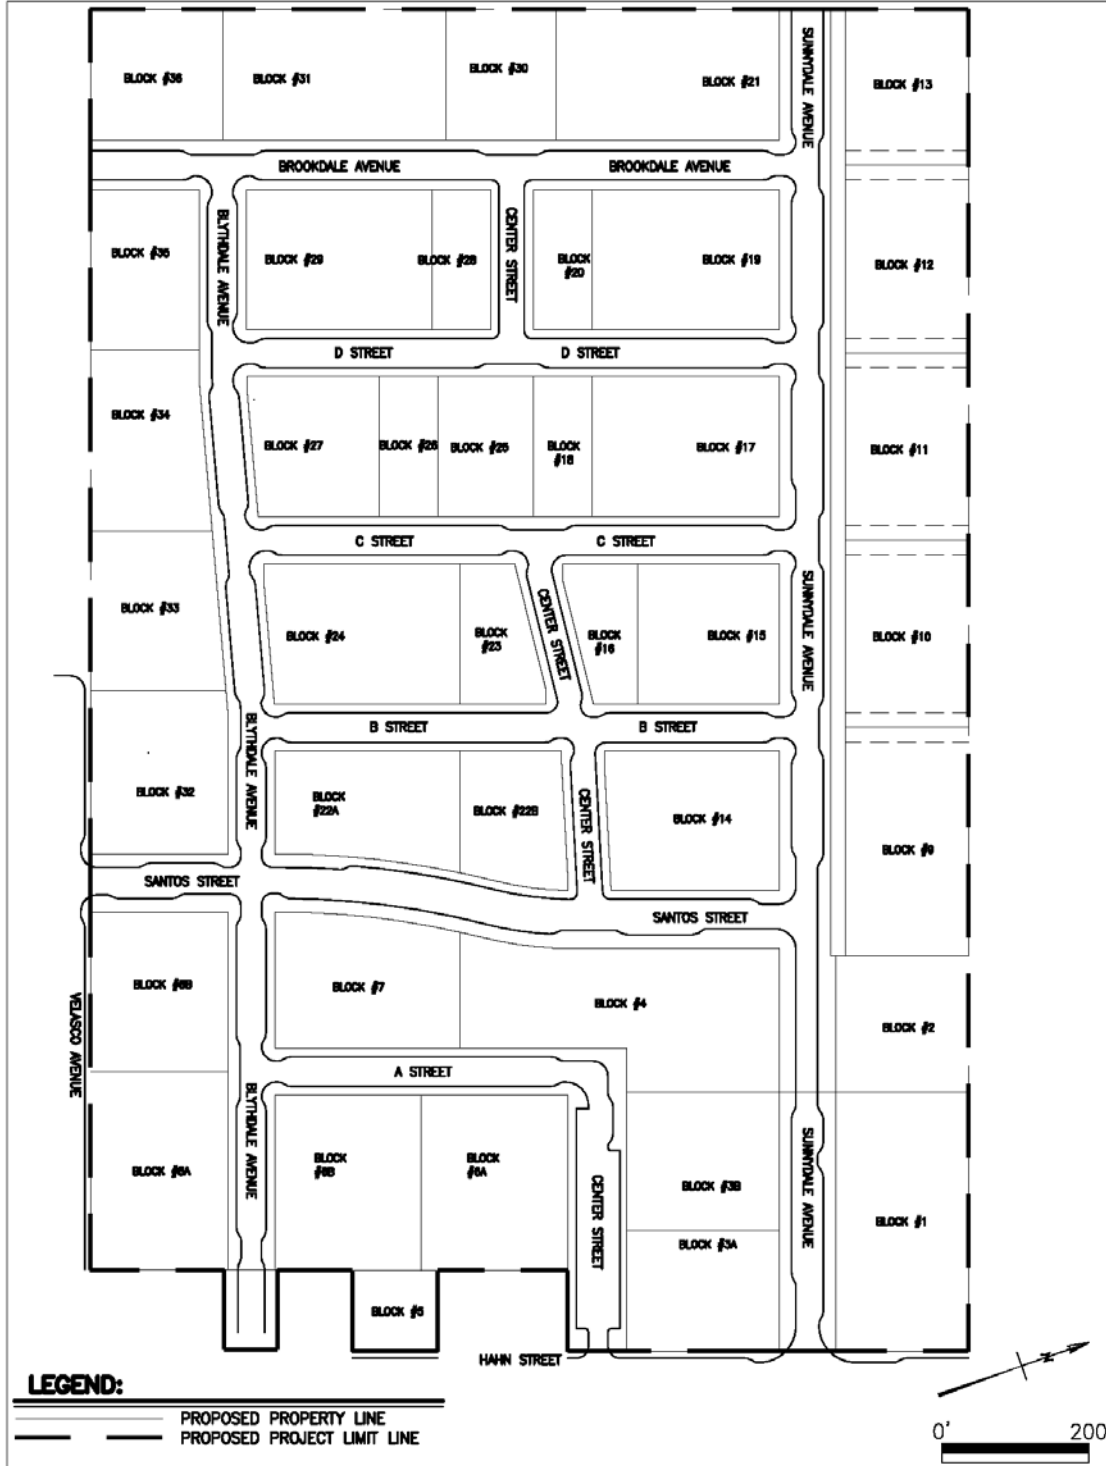 BLOCK #36
BLOCK #31
BLOCK #30
BLOCK #21
SUNNYDALE AVENUE
BLOCK #13
BROOKDALE AVENUE
BROOKDALE AVENUE
BLOCK #35
BLYTHDALE AVENUE
BLOCK #29
BLOCK #28
CENTER STREET
BLOCK
#20
BLOCK #19
BLOCK #12
D STREET
D STREET
BLOCK #34
BLOCK #27
BLOCK #26
BLOCK #25
BLOCK
#18
BLOCK #17
BLOCK #11
C STREET
C STREET
BLOCK #33
BLOCK #24
BLOCK
#23
CENTER STREET
BLOCK
#16
BLOCK #15
SUNNYDALE AVENUE
BLOCK #10
B STREET
B STREET
BLYTHDALE AVENUE
BLOCK #32
BLOCK
#22A
BLOCK #22B
CENTER STREET
BLOCK #14
BLOCK #9
SANTOS STREET
SANTOS STREET
VELASCO AVENUE
BLOCK #7
BLOCK #4
BLOCK #2
A STREET
BLYTHDALE AVENUE
BLOCK
BLOCK
CENTER STREET
BLOCK #3B
BLOCK #3A
SUNNYDALE AVENUE
BLOCK #1
BLOCK #5
HAHN STREET
N
LEGEND:
PROPOSED PROPERTY LINE
PROPOSED PROJECT LIMIT LINE
0'
200